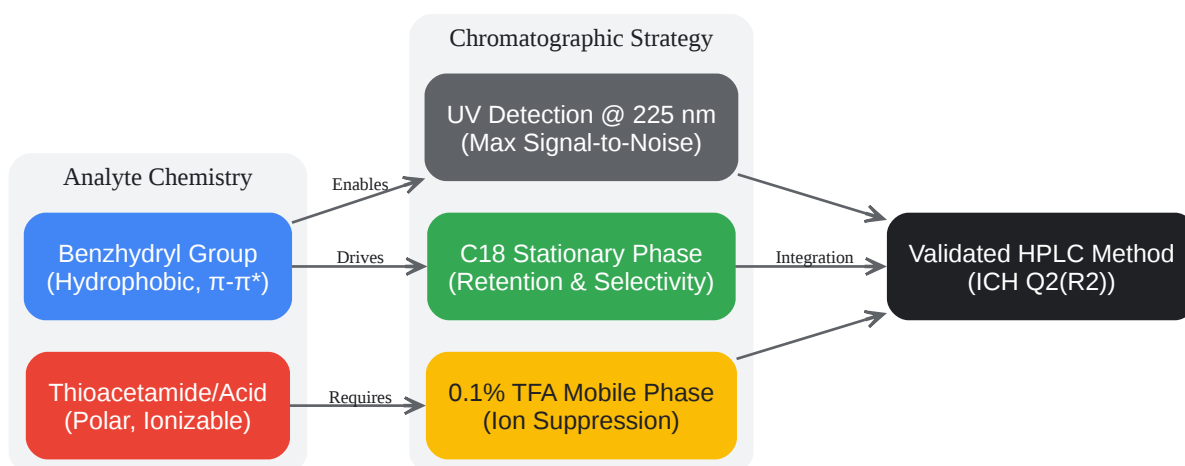 Chromatographic Strategy
UV Detection @ 225 nm
(Max Signal-to-Noise)
Analyte Chemistry
Enables
Benzhydryl Group
(Hydrophobic, π-π*)
Drives
C18 Stationary Phase
(Retention & Selectivity)
Integration
Validated HPLC Method
(ICH Q2(R2))
Thioacetamide/Acid
(Polar, Ionizable)
Requires
0.1% TFA Mobile Phase
(Ion Suppression)